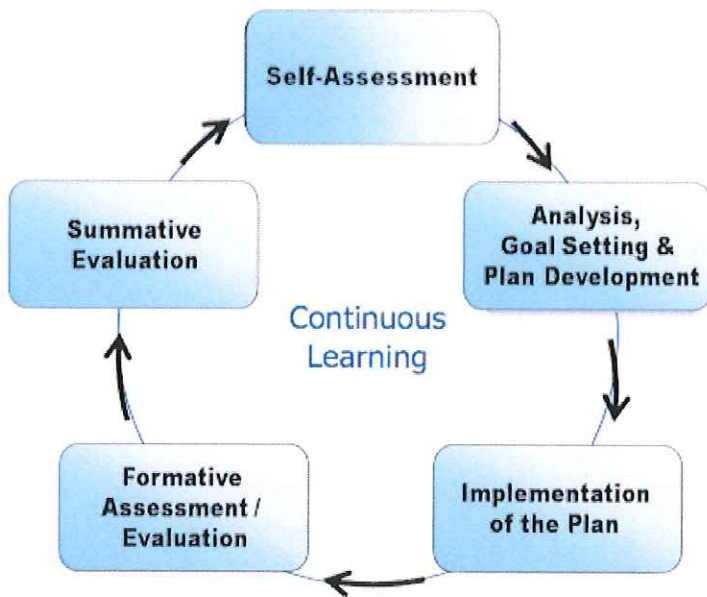 Self-Assessment
Analysis,
Goal Setting &
Plan Development
Implementation
of the Plan
Formative
Assessment /
Evaluation
Summative
Evaluation
Continuous
Learning